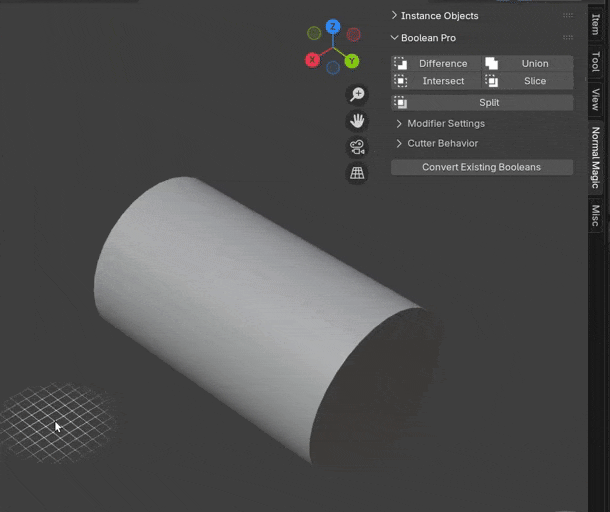 Instance Objects
Boolean Pro
Difference Union
Intersect Slice
Split
Modifier Settings
Cutter Behavior
Convert Existing Booleans
Z
X
Y
Item
Tool
View
Normal Magic
Misc